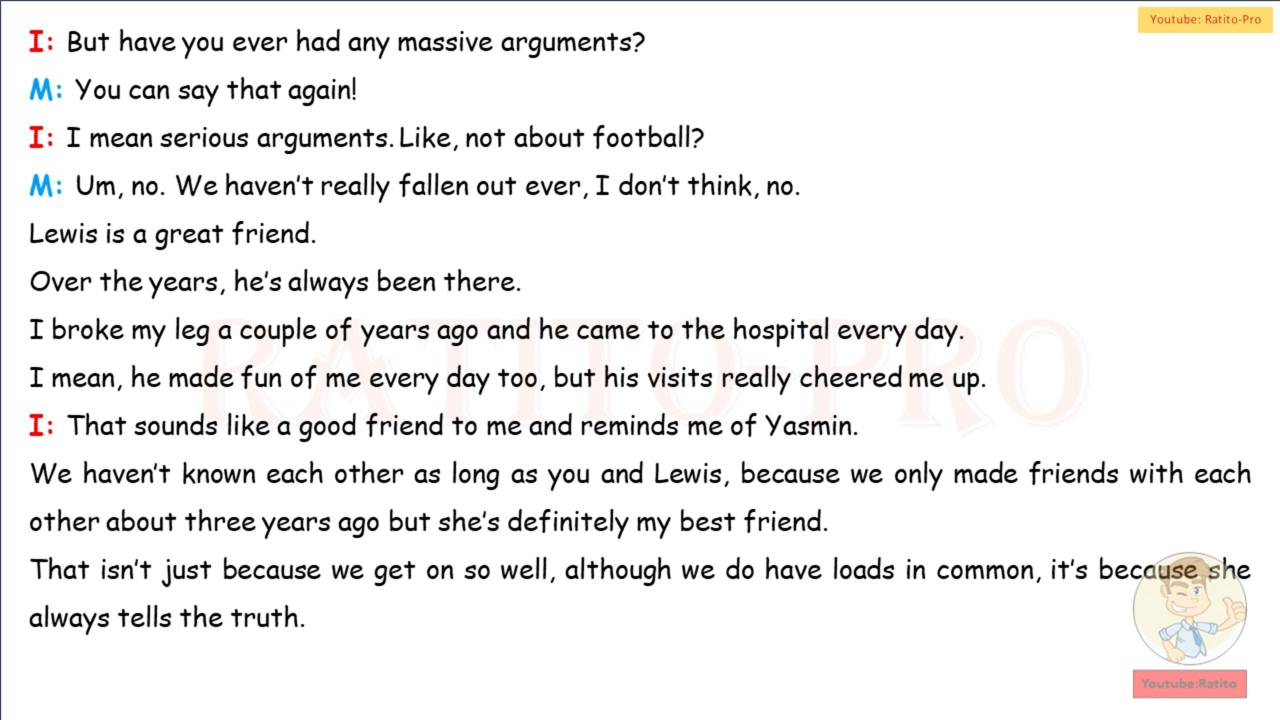 Youtube: Ratito-Pro
I: But have you ever had any massive arguments?
M: You can say that again!
I: I mean serious arguments. Like, not about football?
M: Um, no. We haven't really fallen out ever, I don't think, no.
Lewis is a great friend.
Over the years, he's always been there.
I broke my leg a couple of years ago and he came to the hospital every day.
I mean, he made fun of me every day too, but his visits really cheered me up.
I: That sounds like a good friend to me and reminds me of Yasmin.
We haven't known each other as long as you and Lewis, because we only made friends with each
other about three years ago but she's definitely my best friend.
That isn't just because we get on so well, although we do have loads in common, it's because she
always tells the truth.
RATITO-PRO
Youtube:Ratito